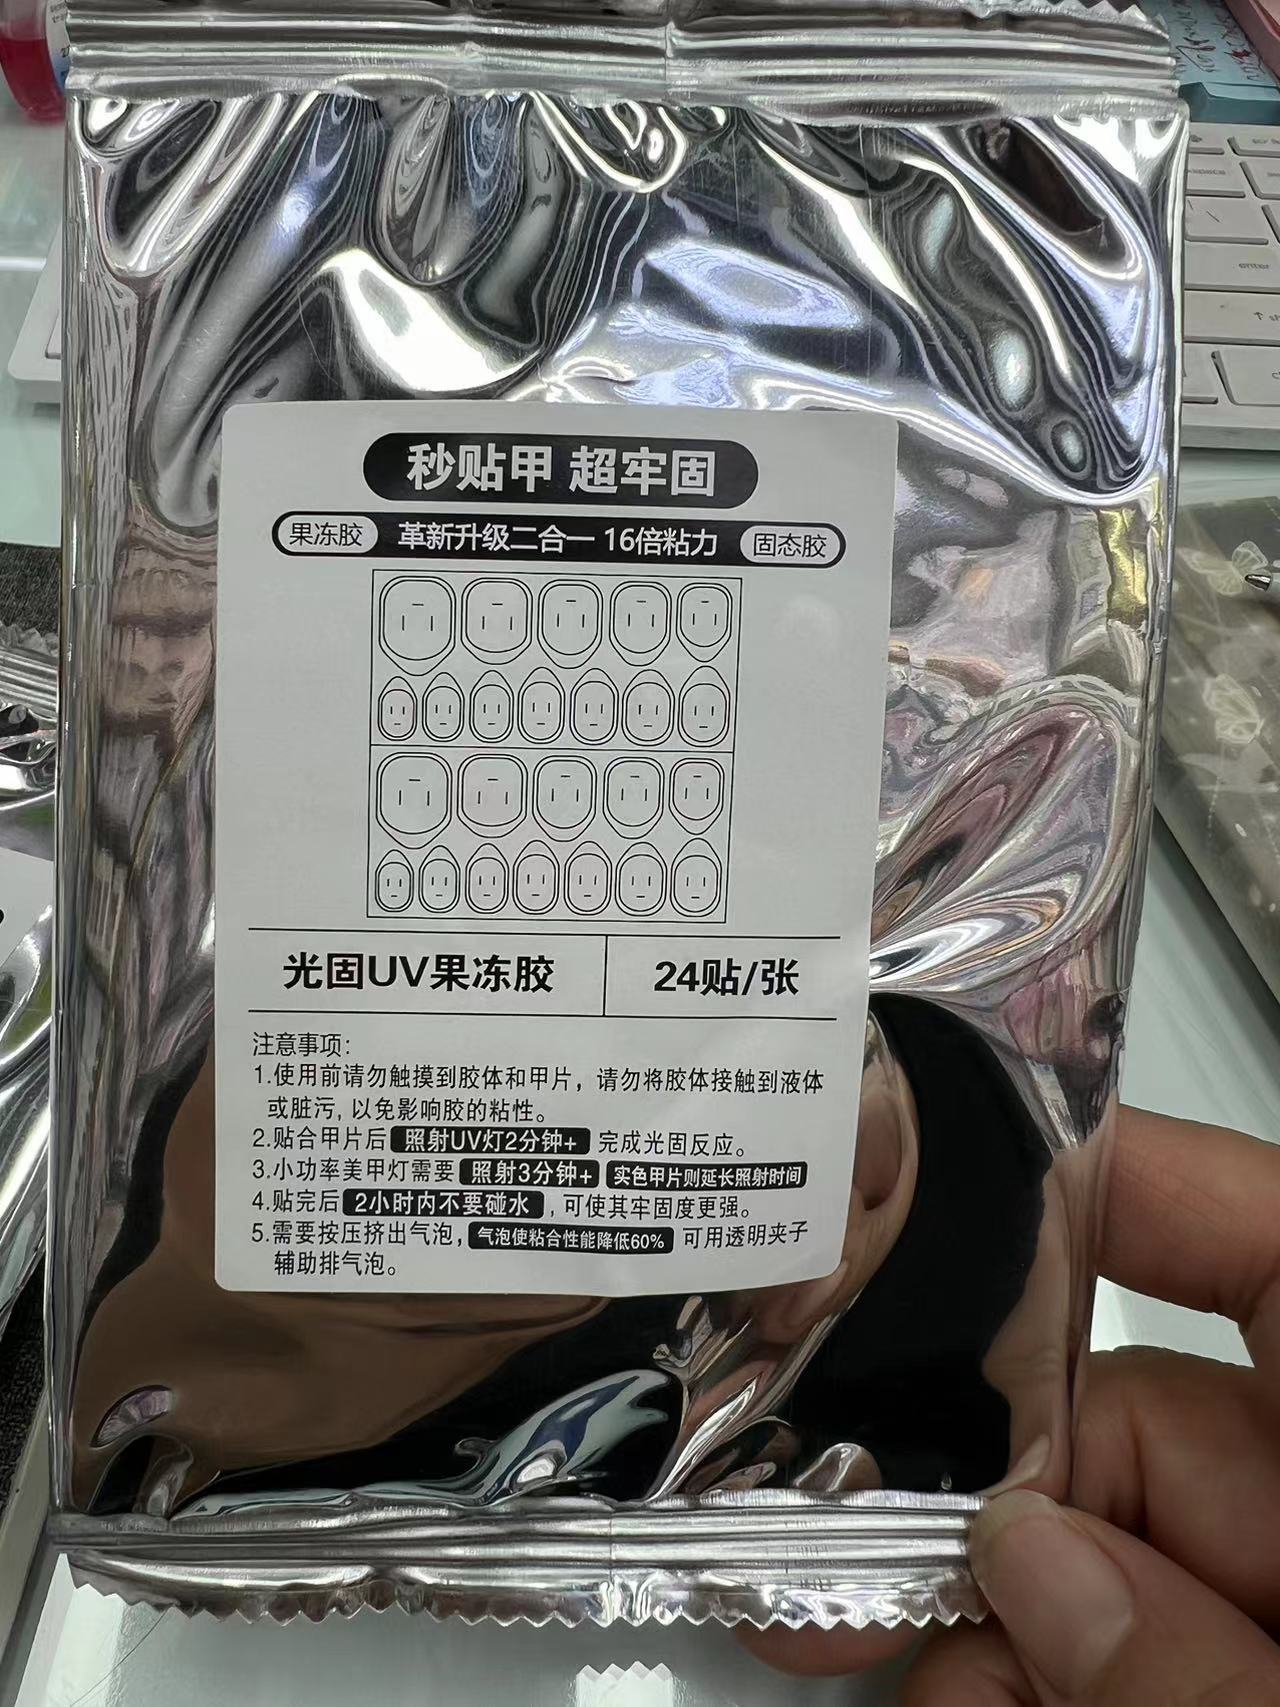 秒贴甲 超牢固
果冻胶 革新升级二合一 16倍粘力 固态胶
光固UV果冻胶 24贴/张
注意事项:
1.使用前请勿触摸到胶体和甲片，请勿将胶体接触到液体
或脏污, 以免影响胶的粘性。
2.贴合甲片后 照射UV灯2分钟+ 完成光固反应。
3.小功率美甲灯需要 照射3分钟+ 实色甲片则延长照射时间
4.贴完后 2小时内不要碰水 , 可使其牢固度更强。
5.需要按压挤出气泡, 气泡使粘合性能降低60% 可用透明夹子
辅助排气泡。
enter